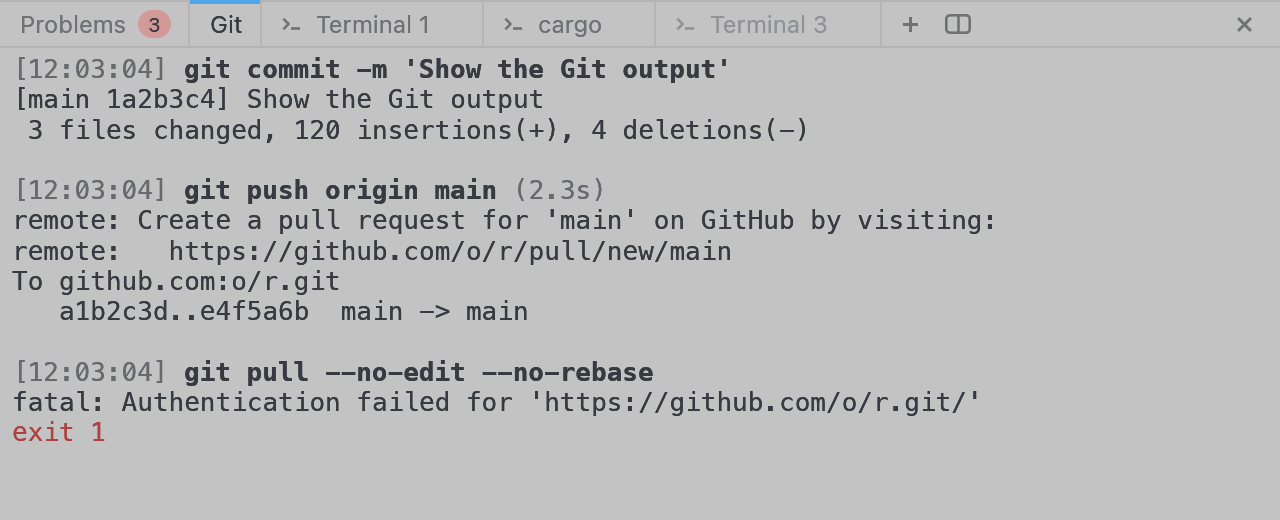 Problems 3 Git Terminal 1 cargo Terminal 3
[12:03:04] git commit -m 'Show the Git output'
[main 1a2b3c4] Show the Git output
 3 files changed, 120 insertions(+), 4 deletions(-)
[12:03:04] git push origin main (2.3s)
remote: Create a pull request for 'main' on GitHub by visiting:
remote:   https://github.com/o/r/pull/new/main
To github.com:o/r.git
   a1b2c3d..e4f5a6b  main -> main
[12:03:04] git pull --no-edit --no-rebase
fatal: Authentication failed for 'https://github.com/o/r.git/'
exit 1